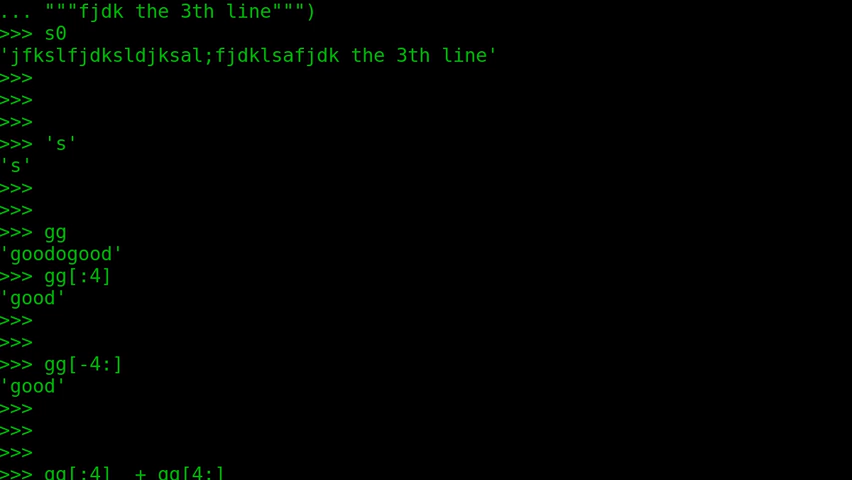 ... """fjdk the 3th line""")
>>> s0
'jfkslfjdksldjksal;fjdklsafjdk the 3th line'
>>>
>>>
>>>
>>> 's'
's'
>>>
>>>
>>> gg
'goodogood'
>>> gg[:4]
'good'
>>>
>>>
>>> gg[-4:]
'good'
>>>
>>>
>>>
>>> gg[:4]  + gg[4:]